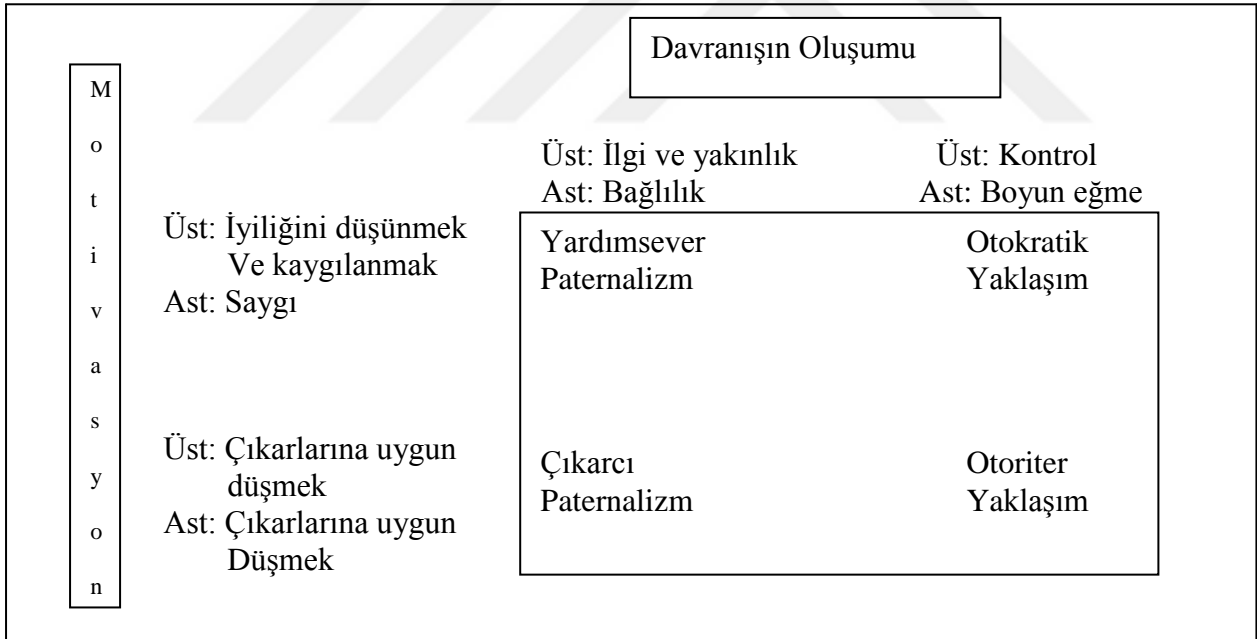 Davranışın Oluşumu
Motivasyon
Üst: İlgi ve yakınlık Üst: Kontrol
Ast: Bağlılık Ast: Boyun eğme
Üst: İyiliğini düşünmek
Ve kaygılanmak
Ast: Saygı
Yardımsever Otokratik
Paternalizm Yaklaşım
Üst: Çıkarlarına uygun
düşmek
Ast: Çıkarlarına uygun
Düşmek
Çıkarcı Otoriter
Paternalizm Yaklaşım